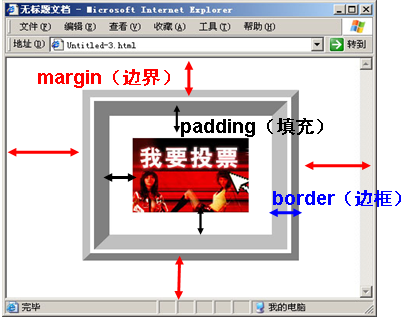 无标题文档 - Microsoft Internet Explorer
文件(F) 编辑(E) 查看(V) 收藏(A) 工具(T) 帮助(H)
地址(D) Untitled-3.html 转到
margin（边界）
padding（填充）
我要投票
border（边框）
完毕 我的电脑